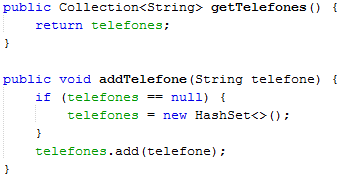 public Collection<String> getTelefones() {
    return telefones;
}

public void addTelefone(String telefone) {
    if (telefones == null) {
        telefones = new HashSet<>();
    }
    telefones.add(telefone);
}